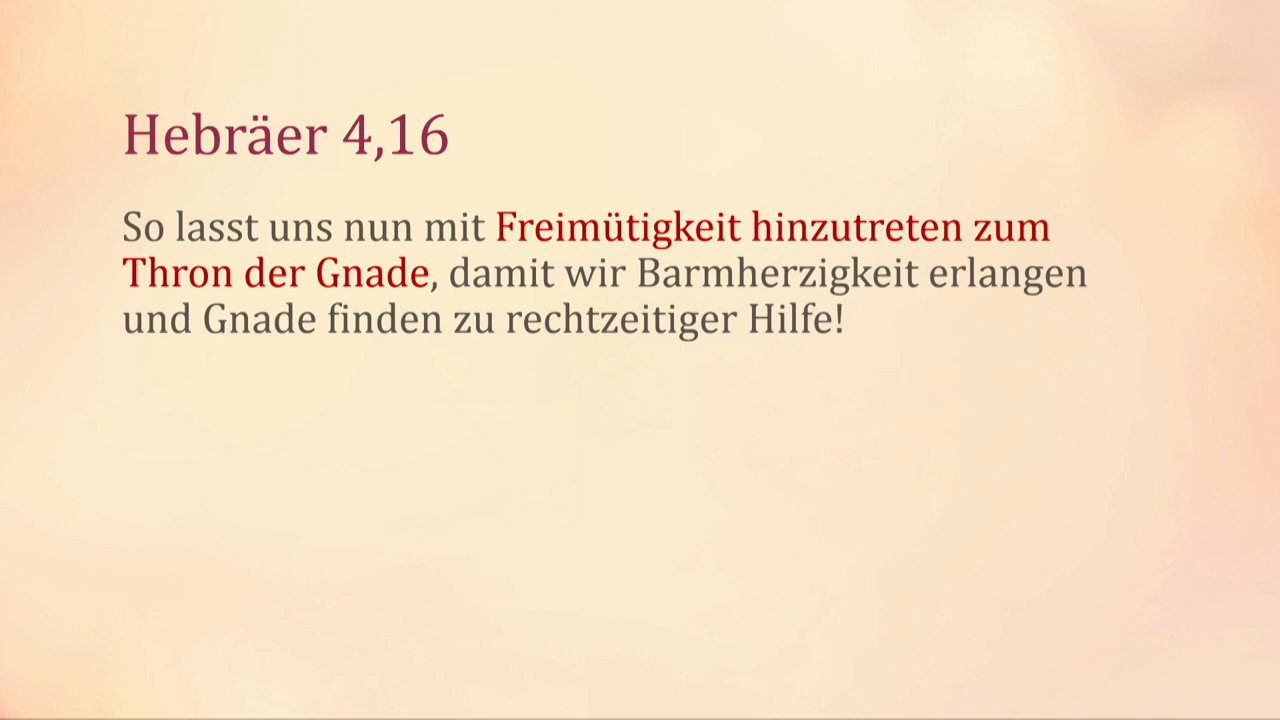 Hebräer 4,16
So lasst uns nun mit Freimütigkeit hinzutreten zum
Thron der Gnade, damit wir Barmherzigkeit erlangen
und Gnade finden zu rechtzeitiger Hilfe!